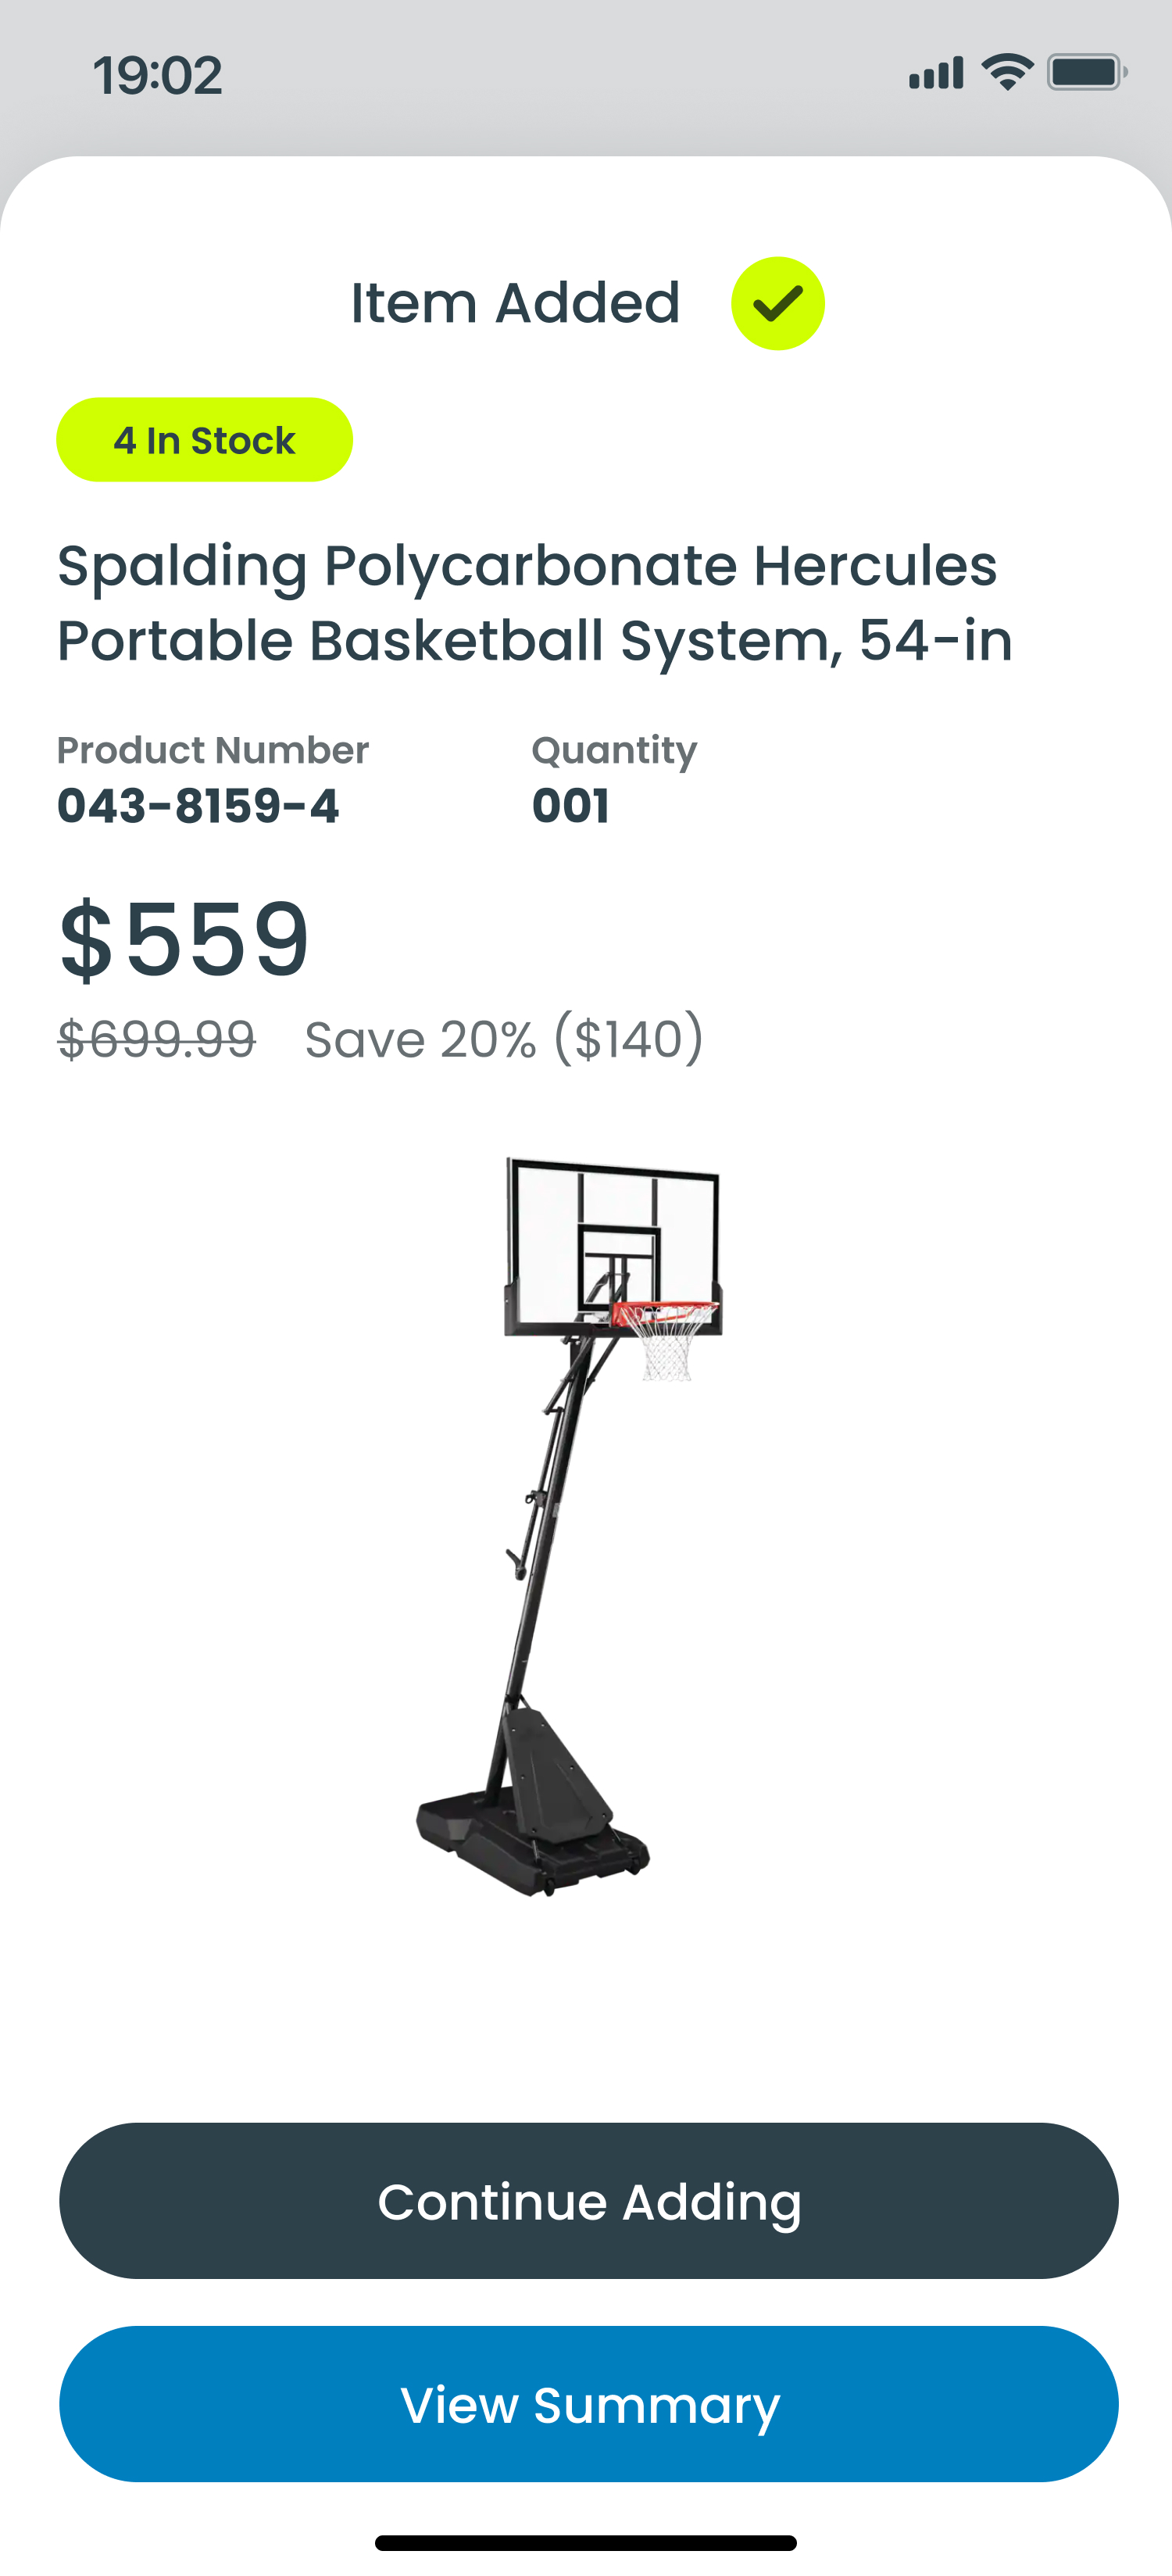 19:02
Item Added
4 In Stock
Spalding Polycarbonate Hercules
Portable Basketball System, 54-in
Product Number Quantity
043-8159-4 001
$559
$699.99 Save 20% ($140)
Continue Adding
View Summary